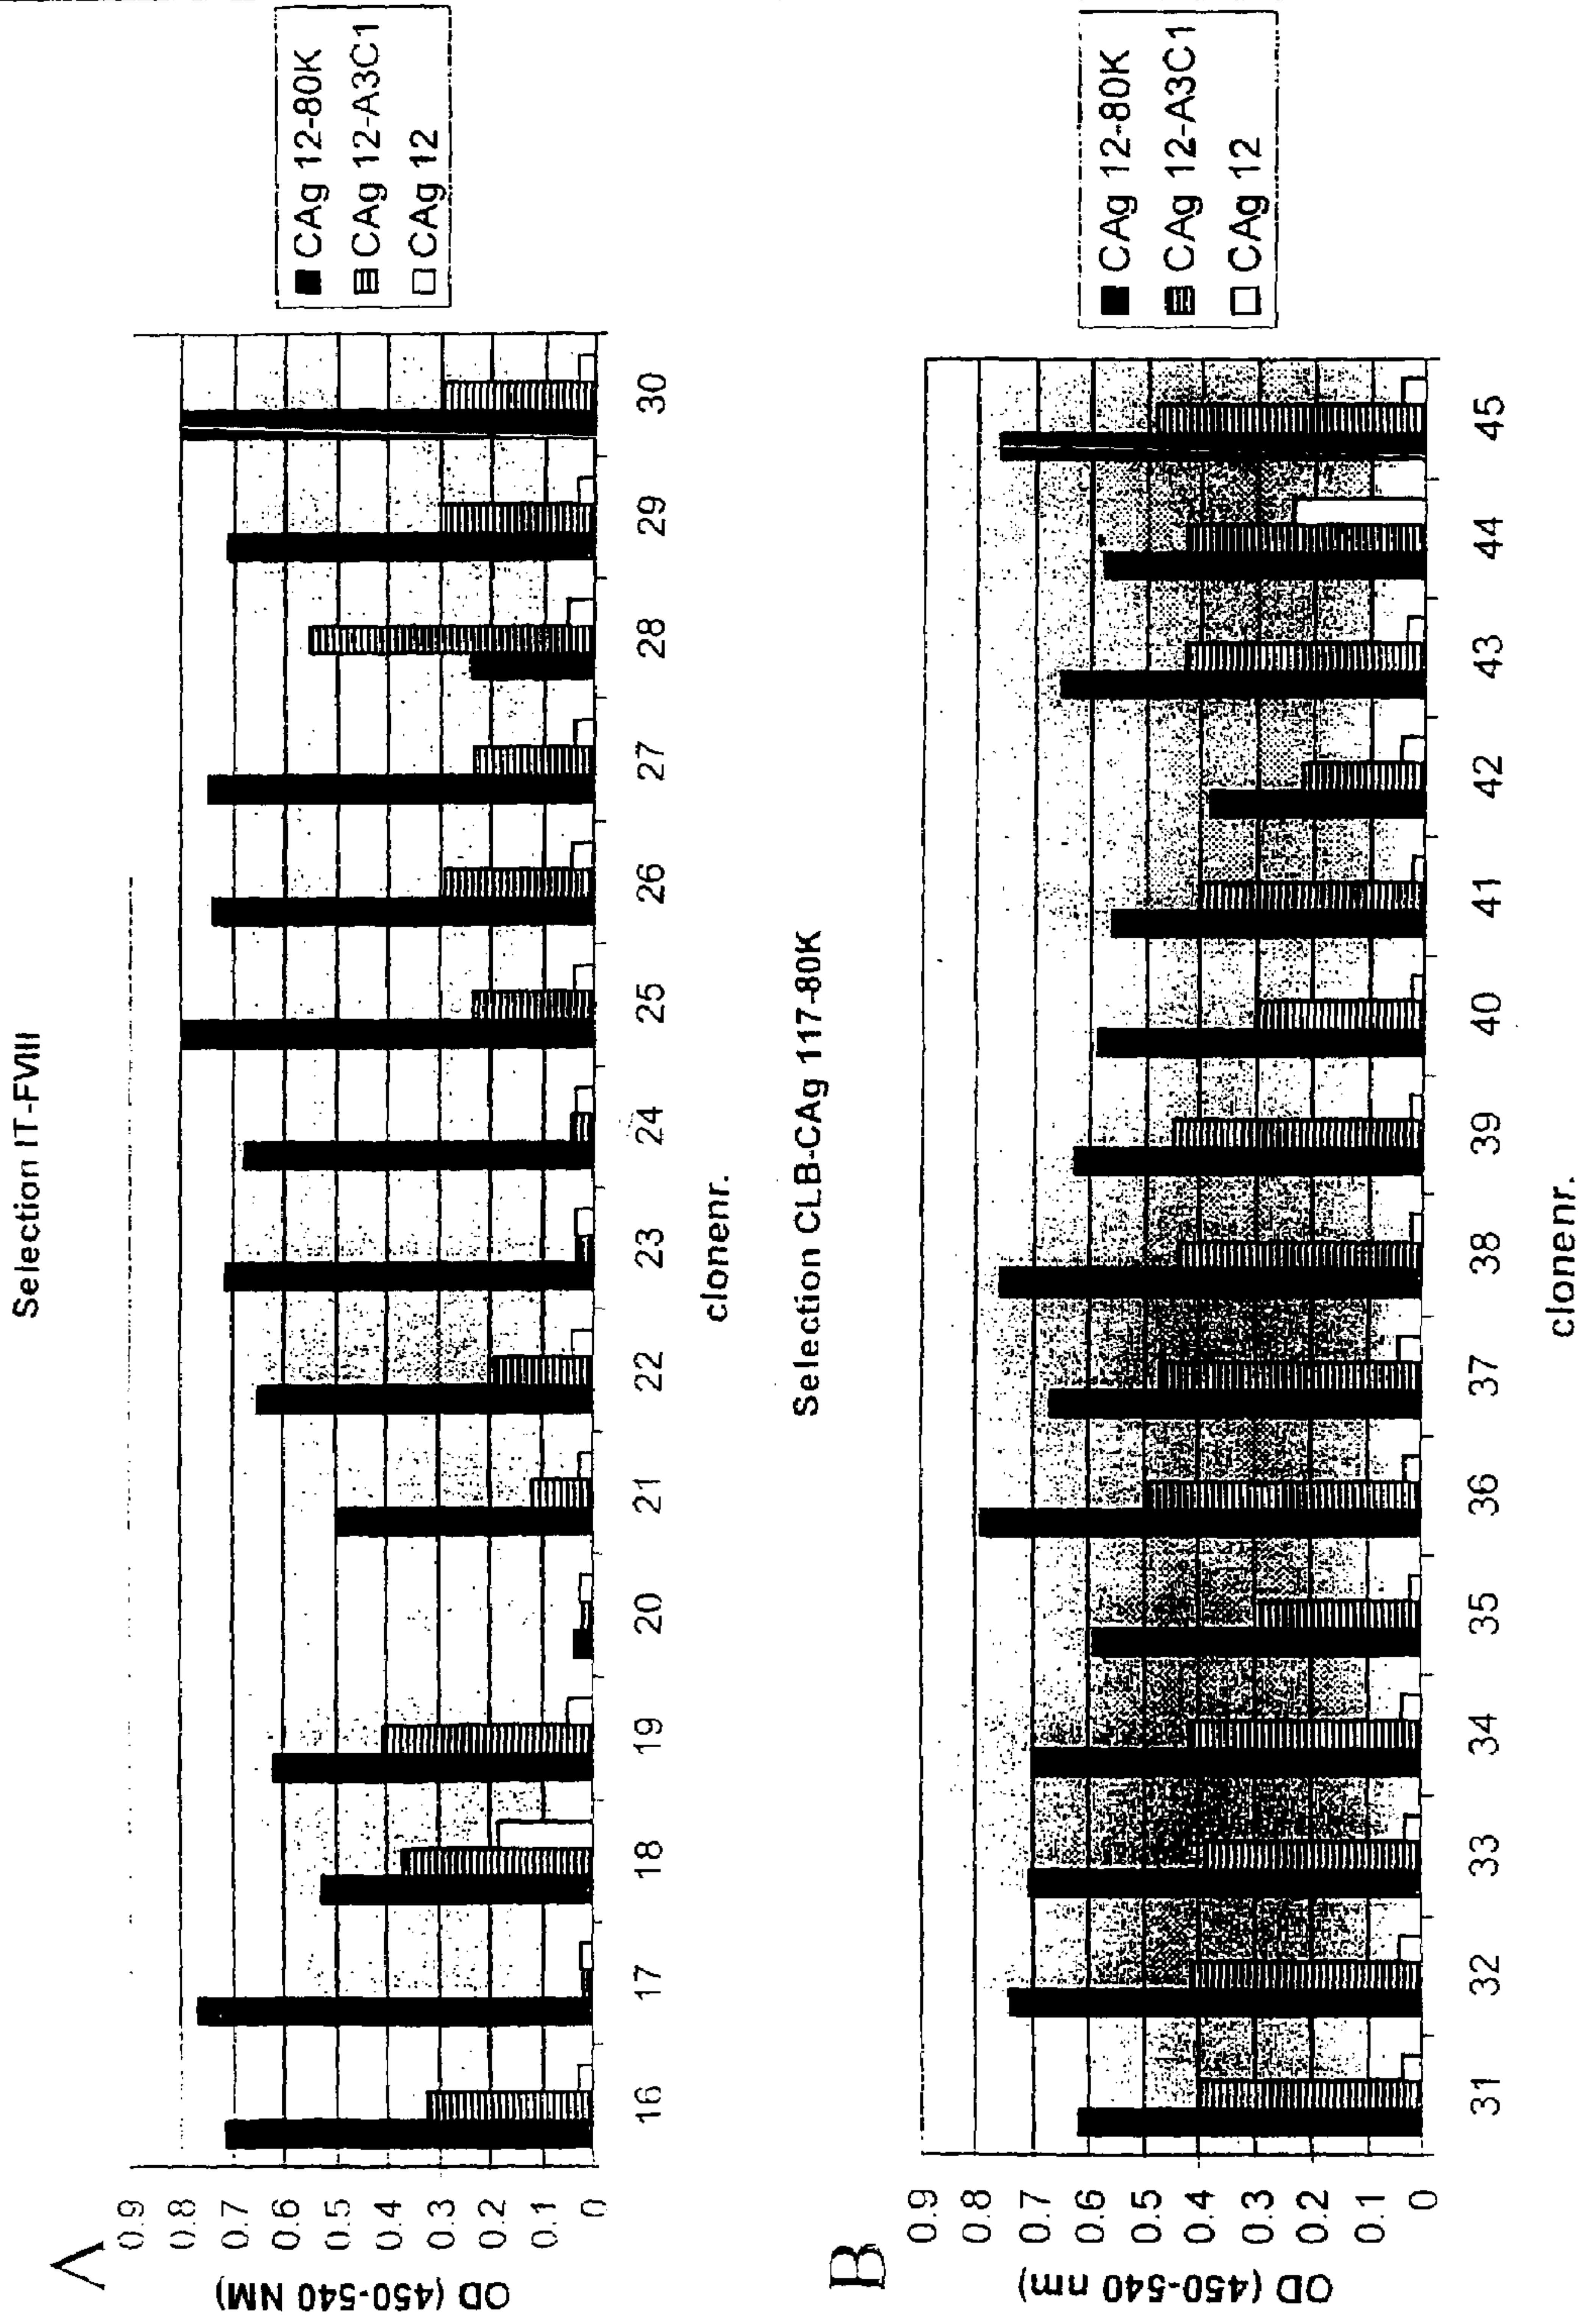 A
Selection IT-FVIII
OD (450-540 NM)
0.9
0.8
0.7
0.6
0.5
0.4
0.3
0.2
0.1
0
16 17 18 19 20 21 22 23 24 25 26 27 28 29 30
clonenr.
CAg 12-80K
CAg 12-A3C1
CAg 12
B
Selection CLB-CAg 117-80K
OD (450-540 nm)
0.9
0.8
0.7
0.6
0.5
0.4
0.3
0.2
0.1
0
31 32 33 34 35 36 37 38 39 40 41 42 43 44 45
clonenr.
CAg 12-80K
CAg 12-A3C1
CAg 12